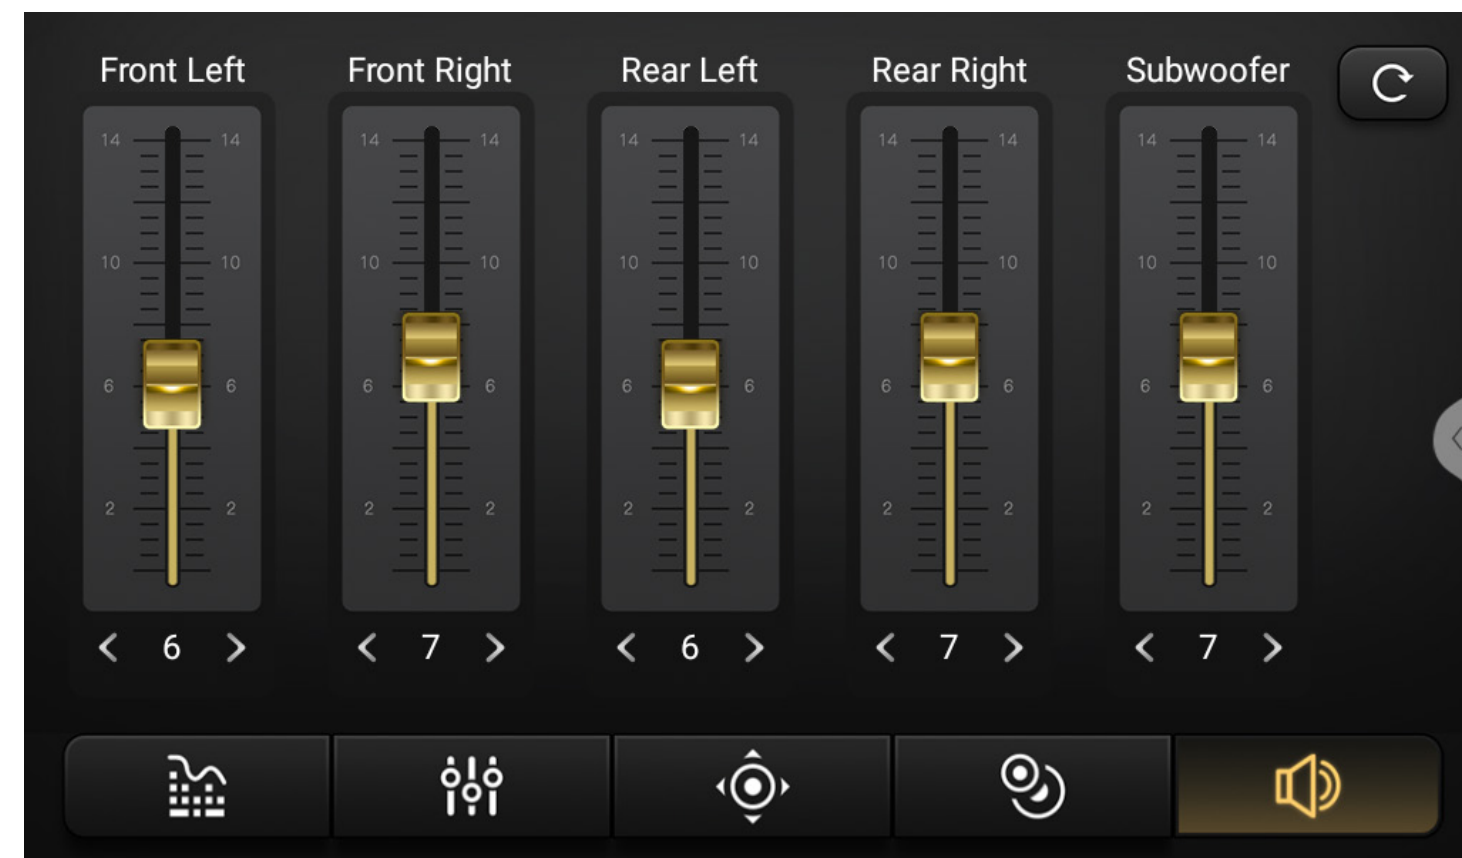 Front Left Front Right Rear Left Rear Right Subwoofer
14 14 14 14 14 14 14 14 14 14
10 10 10 10 10 10 10 10 10 10
6 6 6 6 6 6 6 6 6 6
2 2 2 2 2 2 2 2 2 2
6 7 6 7 7